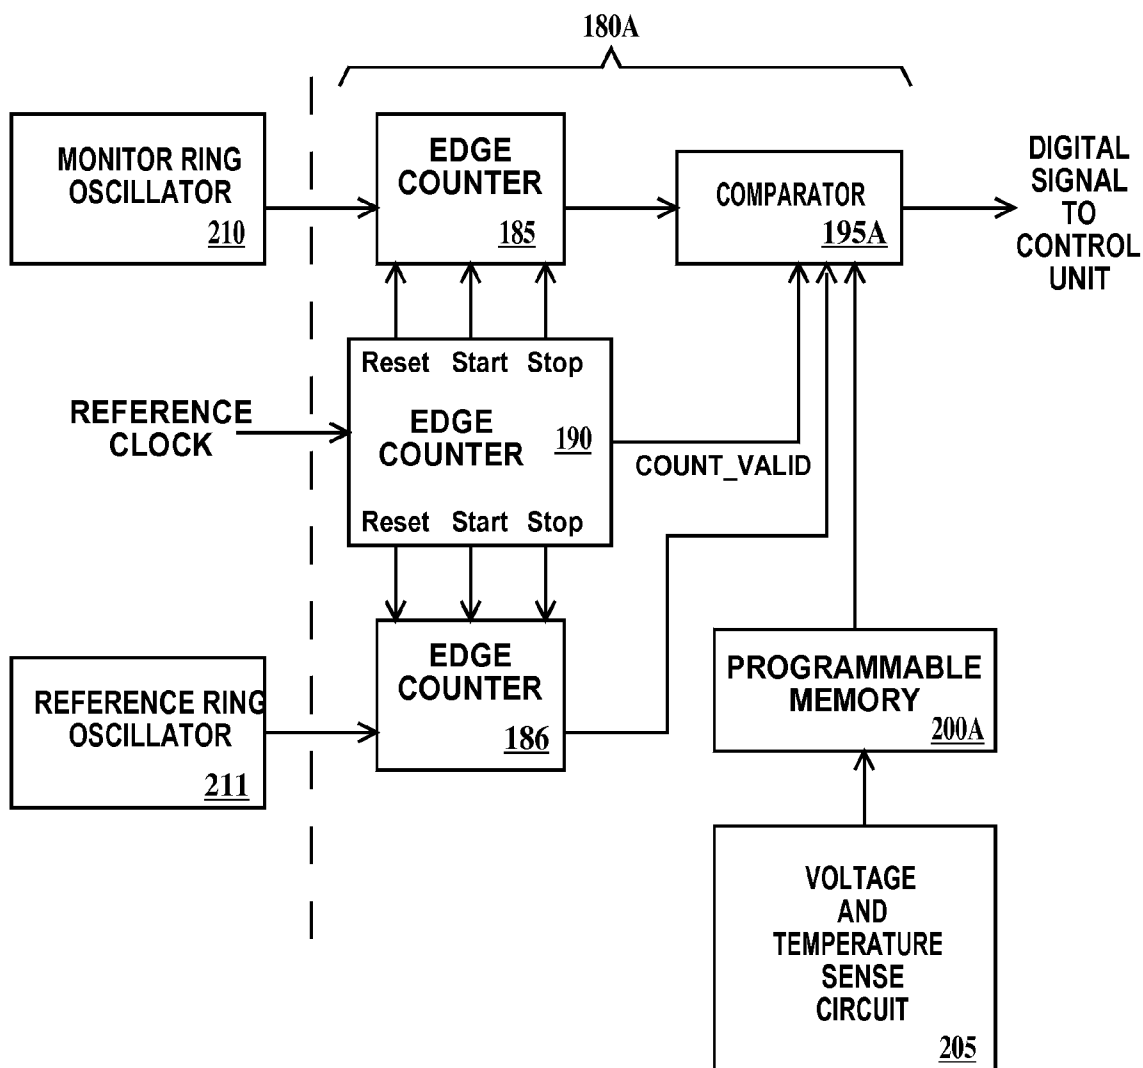 180A
MONITOR RING
OSCILLATOR
210
EDGE
COUNTER
185
COMPARATOR
195A
DIGITAL
SIGNAL
TO
CONTROL
UNIT
Reset Start Stop
REFERENCE
CLOCK
EDGE
COUNTER
190
COUNT_VALID
Reset Start Stop
REFERENCE RING
OSCILLATOR
211
EDGE
COUNTER
186
PROGRAMMABLE
MEMORY
200A
VOLTAGE
AND
TEMPERATURE
SENSE
CIRCUIT
205